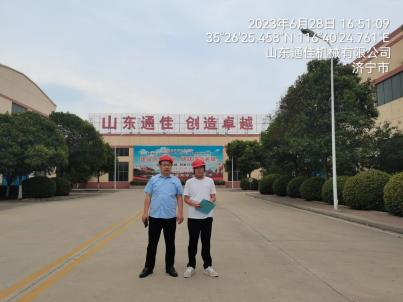 2023年6月28日 16:51:09
35°26'25.458"N 116°40'24.761"E
山东通佳机械有限公司
济宁市
山东通佳 创造卓越